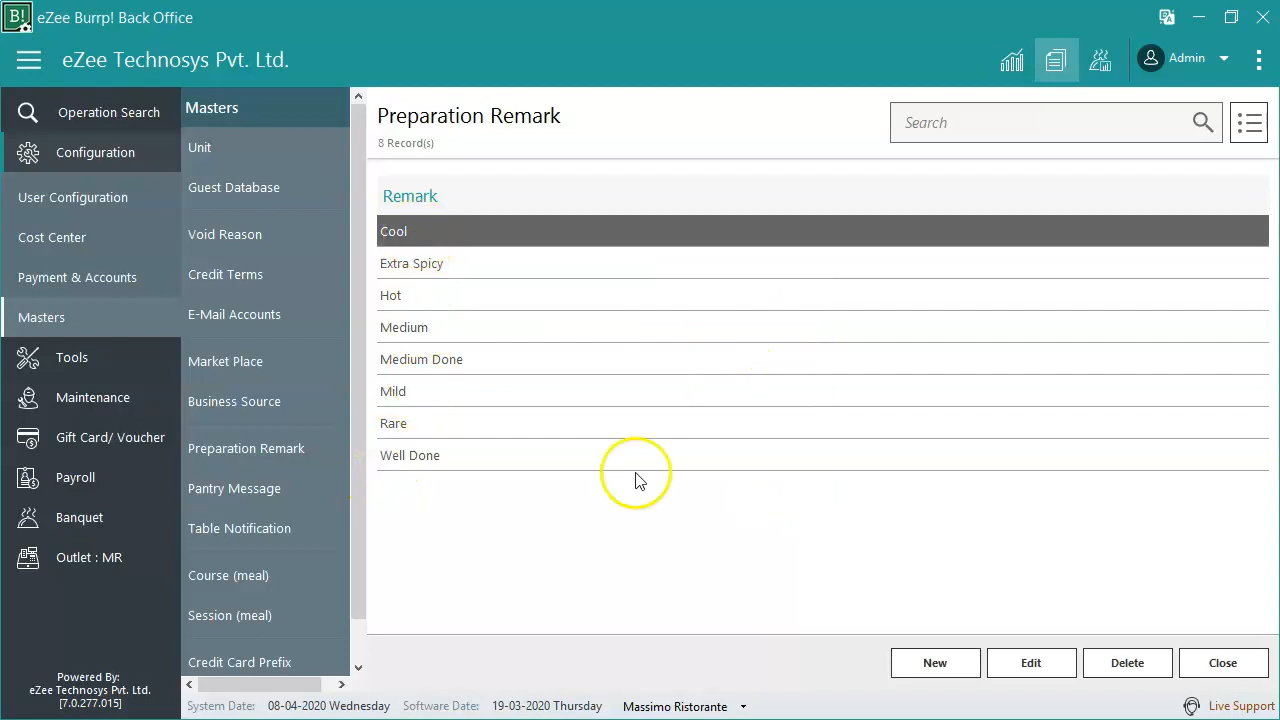 B! eZee Burrp! Back Office
eZee Technosys Pvt. Ltd.
Admin
Operation Search
Configuration
User Configuration
Cost Center
Payment & Accounts
Masters
Tools
Maintenance
Gift Card/ Voucher
Payroll
Banquet
Outlet : MR
Powered By:
eZee Technosys Pvt. Ltd.
[7.0.277.015]
Masters
Unit
Guest Database
Void Reason
Credit Terms
E-Mail Accounts
Market Place
Business Source
Preparation Remark
Pantry Message
Table Notification
Course (meal)
Session (meal)
Credit Card Prefix
Preparation Remark
8 Record(s)
Search
Remark
Cool
Extra Spicy
Hot
Medium
Medium Done
Mild
Rare
Well Done
New Edit Delete Close
System Date: 08-04-2020 Wednesday Software Date: 19-03-2020 Thursday Massimo Ristorante Live Support